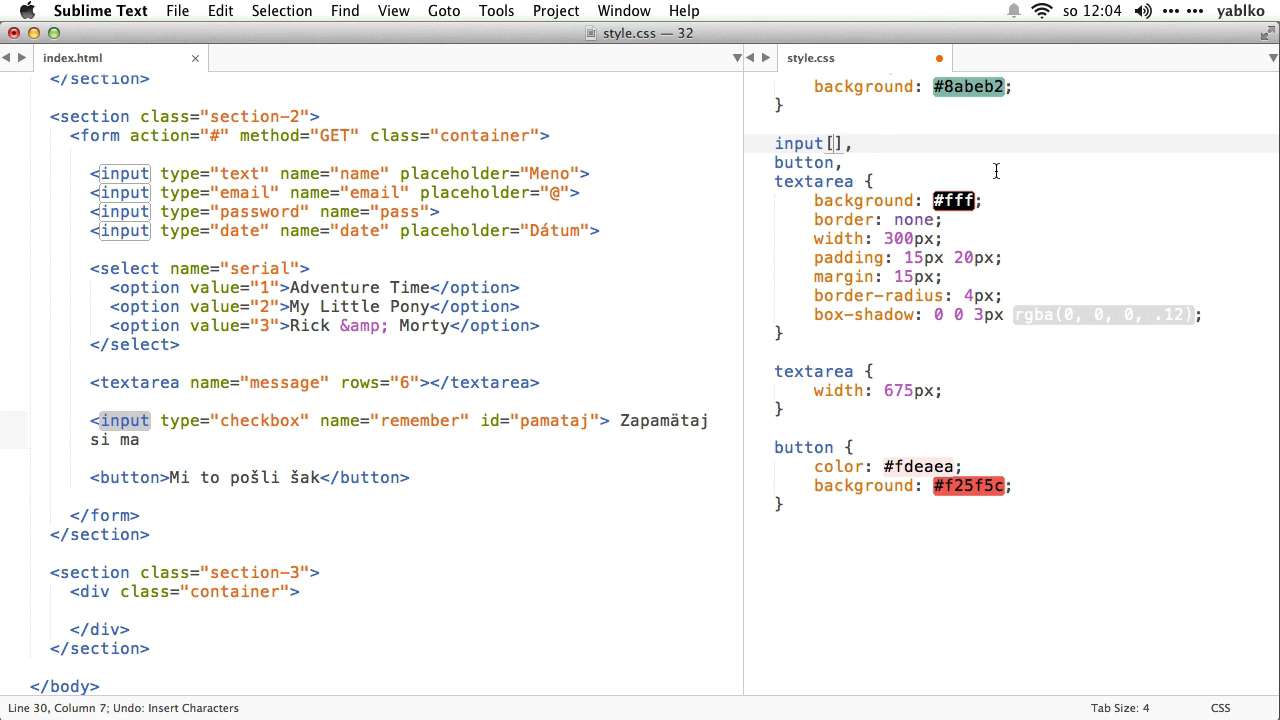 Sublime Text File Edit Selection Find View Goto Tools Project Window Help so 12:04 yablko
style.css — 32
index.html
</section>
<section class="section-2">
<form action="#" method="GET" class="container">
<input type="text" name="name" placeholder="Meno">
<input type="email" name="email" placeholder="@">
<input type="password" name="pass">
<input type="date" name="date" placeholder="Dátum">
<select name="serial">
<option value="1">Adventure Time</option>
<option value="2">My Little Pony</option>
<option value="3">Rick &amp; Morty</option>
</select>
<textarea name="message" rows="6"></textarea>
<input type="checkbox" name="remember" id="pamataj"> Zapamätaj
si ma
<button>Mi to pošli šak</button>
</form>
</section>
<section class="section-3">
<div class="container">
</div>
</section>
</body>
style.css
background: #8abeb2;
}
input[],
button,
textarea {
background: #fff;
border: none;
width: 300px;
padding: 15px 20px;
margin: 15px;
border-radius: 4px;
box-shadow: 0 0 3px rgba(0, 0, 0, .12);
}
textarea {
width: 675px;
}
button {
color: #fdeaea;
background: #f25f5c;
}
Line 30, Column 7; Undo: Insert Characters
Tab Size: 4 CSS